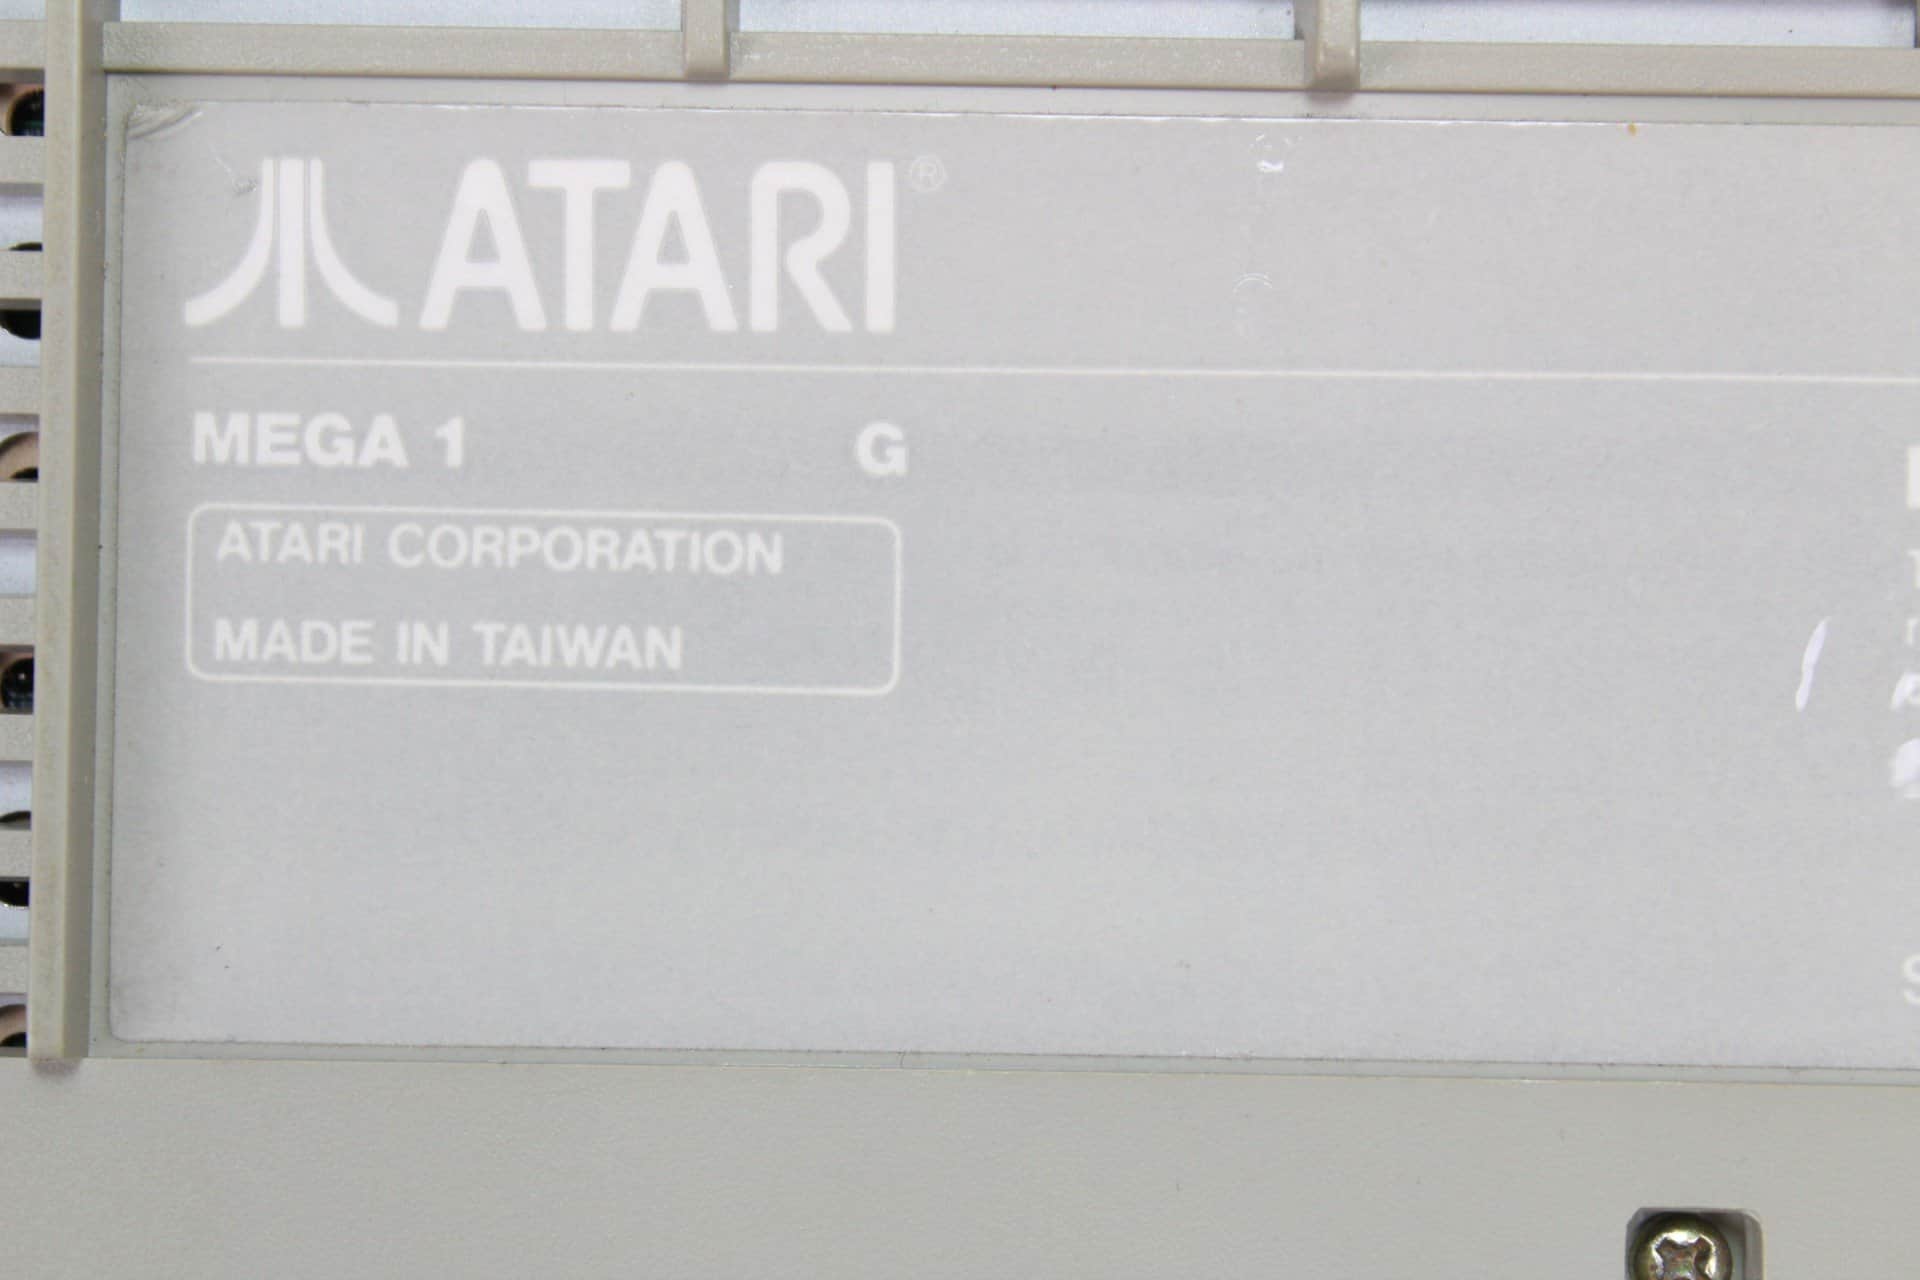 ATARI®
MEGA 1 G
ATARI CORPORATION
MADE IN TAIWAN